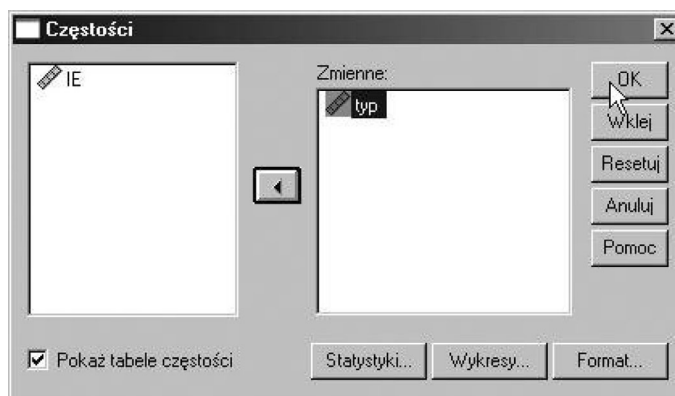 Częstości
IE
Zmienne:
typ
OK
Wklej
Resetuj
Anuluj
Pomoc
Pokaż tabele częstości
Statystyki...
Wykresy...
Format...